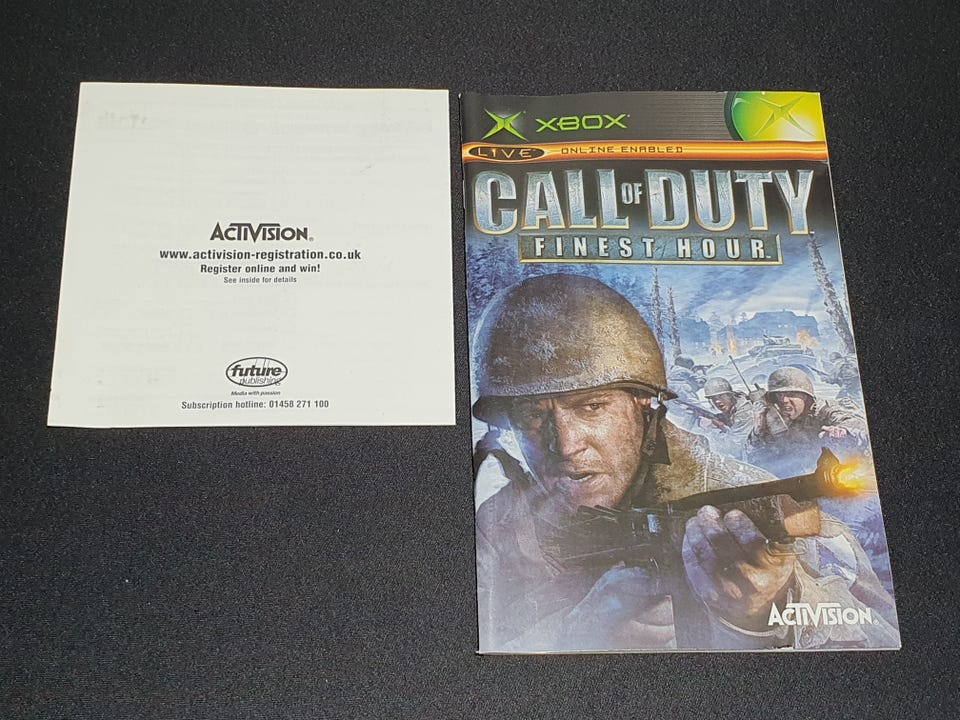 ACTIVISION®
www.activision-registration.co.uk
Register online and win!
See inside for details
future
publishing
Media with passion
Subscription hotline: 01458 271 100
XBOX
LIVE ONLINE ENABLED
CALL OF DUTY
FINEST HOUR
ACTIVISION®